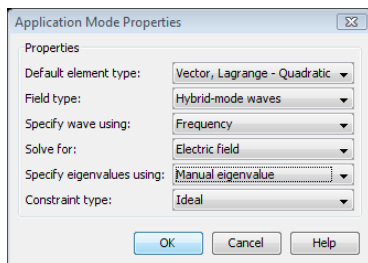 Application Mode Properties
Properties
Default element type: Vector, Lagrange - Quadratic
Field type: Hybrid-mode waves
Specify wave using: Frequency
Solve for: Electric field
Specify eigenvalues using: Manual eigenvalue
Constraint type: Ideal
OK Cancel Help